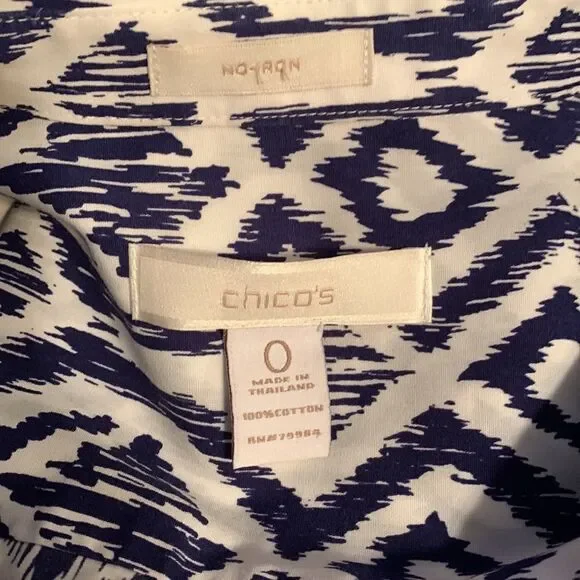 NO-IRON
chico's
0
MADE IN
THAILAND
100%COTTON
RN#79984